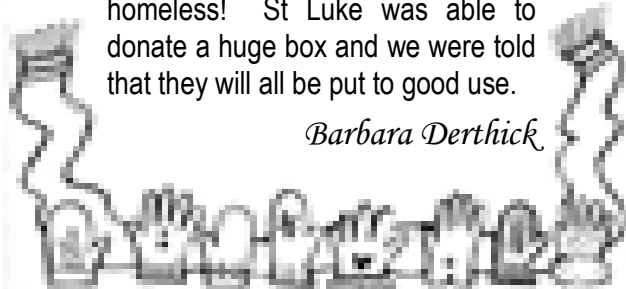 homeless! St Luke was able to
donate a huge box and we were told
that they will all be put to good use.
Barbara Derthick